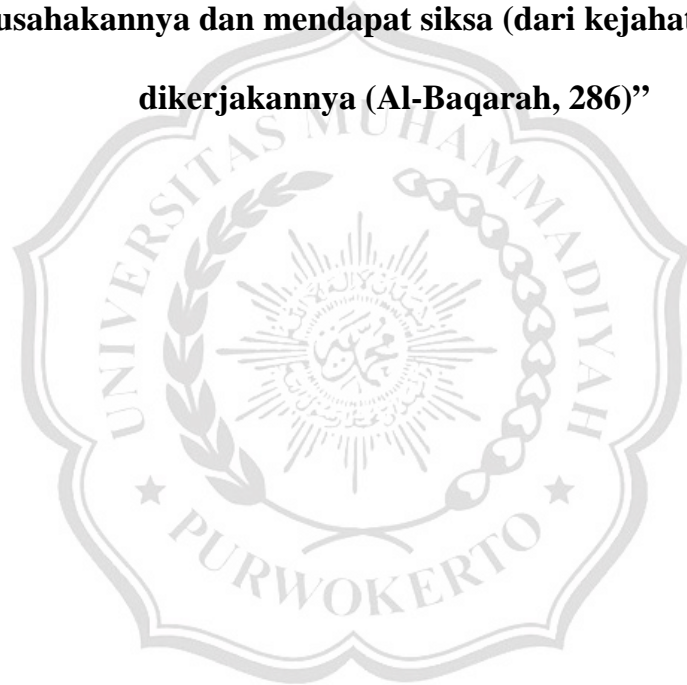 usahakannya dan mendapat siksa (dari kejahat
dikerjakannya (Al-Baqarah, 286)”
UNIVERSITAS MUHAMMADIYAH
PURWOKERTO